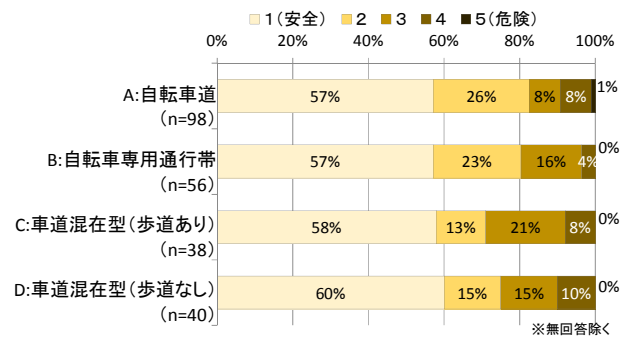 1(安全) 2 3 4 5(危険)
0% 20% 40% 60% 80% 100%
A:自転車道
(n=98)
57% 26% 8% 8% 1%
B:自転車専用通行帯
(n=56)
57% 23% 16% 4% 0%
C:車道混在型(歩道あり)
(n=38)
58% 13% 21% 8% 0%
D:車道混在型(歩道なし)
(n=40)
60% 15% 15% 10% 0%
※無回答除く